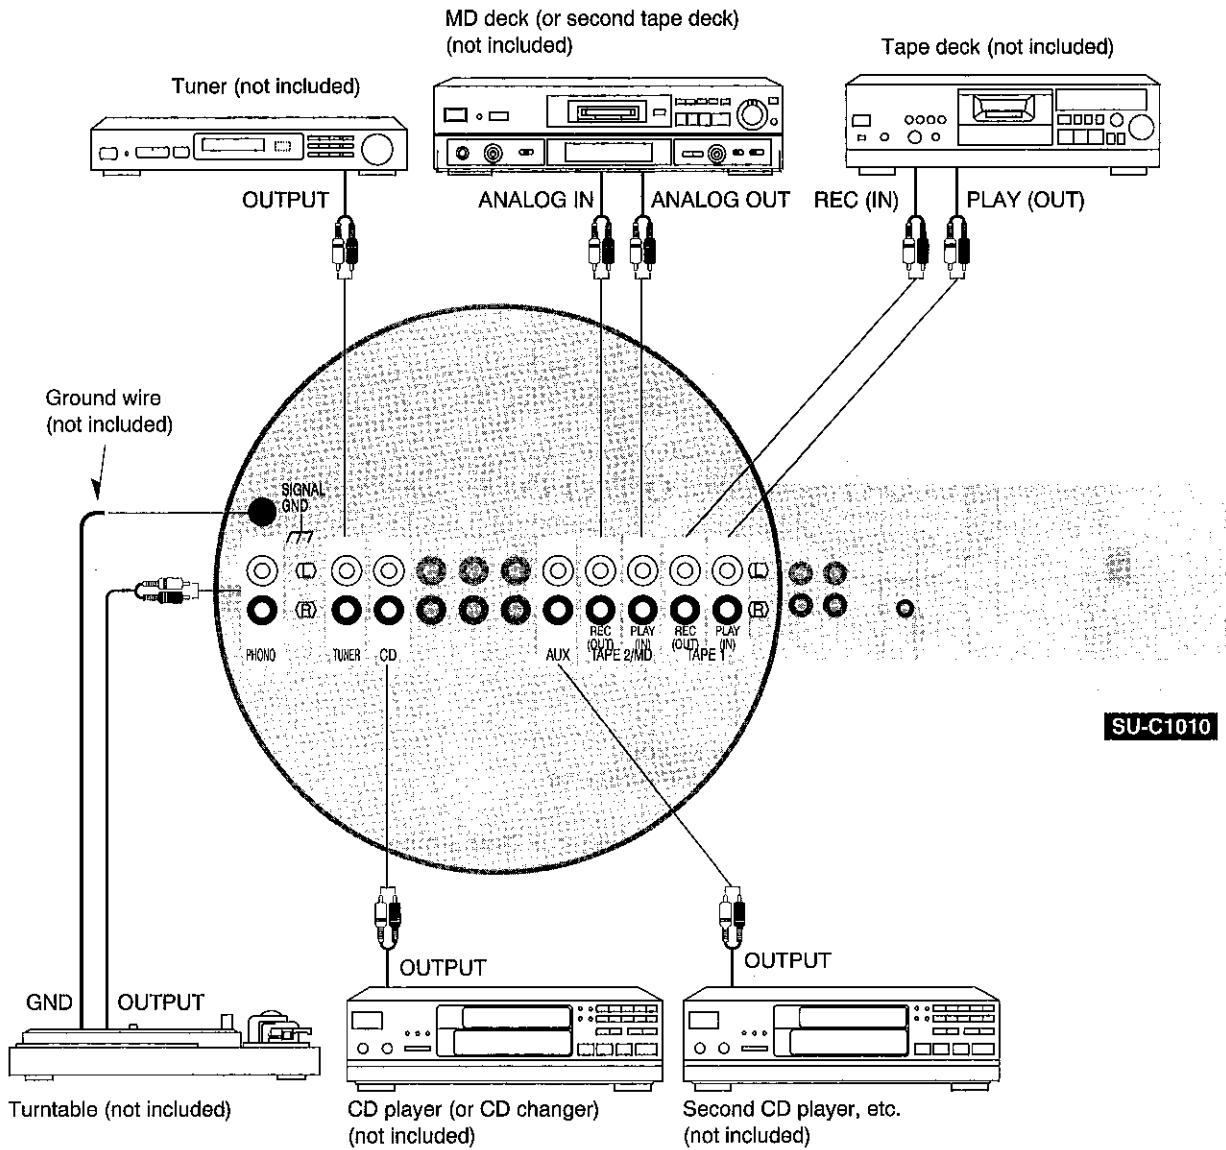 MD deck (or second tape deck)
(not included)
Tape deck (not included)
Tuner (not included)
OUTPUT
ANALOG IN
ANALOG OUT
REC (IN)
PLAY (OUT)
Ground wire
(not included)
SIGNAL
GND
L
L
R
R
REC
(OUT)
PLAY
(IN)
REC
(OUT)
PLAY
(IN)
PHONO
TUNER
CD
AUX
TAPE 2/MD
TAPE 1
SU-C1010
OUTPUT
OUTPUT
GND
OUTPUT
Turntable (not included)
CD player (or CD changer)
(not included)
Second CD player, etc.
(not included)